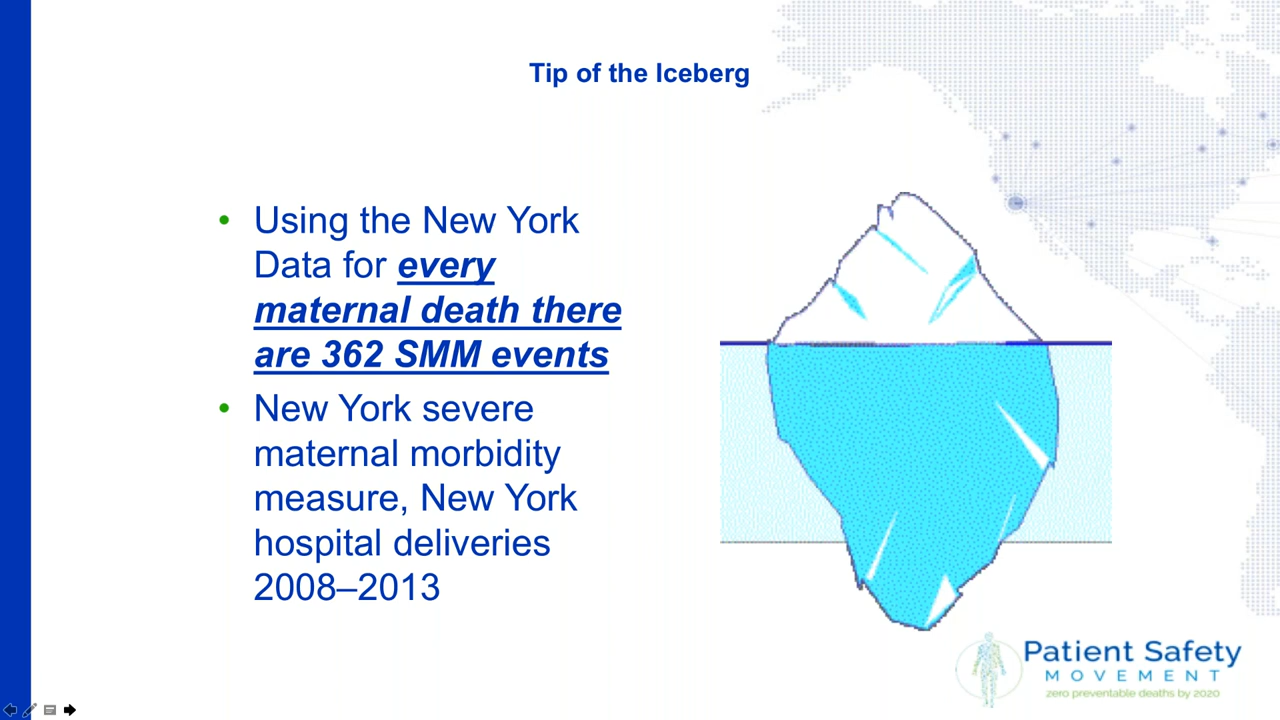 Tip of the Iceberg
• Using the New York
Data for every
maternal death there
are 362 SMM events
• New York severe
maternal morbidity
measure, New York
hospital deliveries
2008–2013
Patient Safety
MOVEMENT
zero preventable deaths by 2020